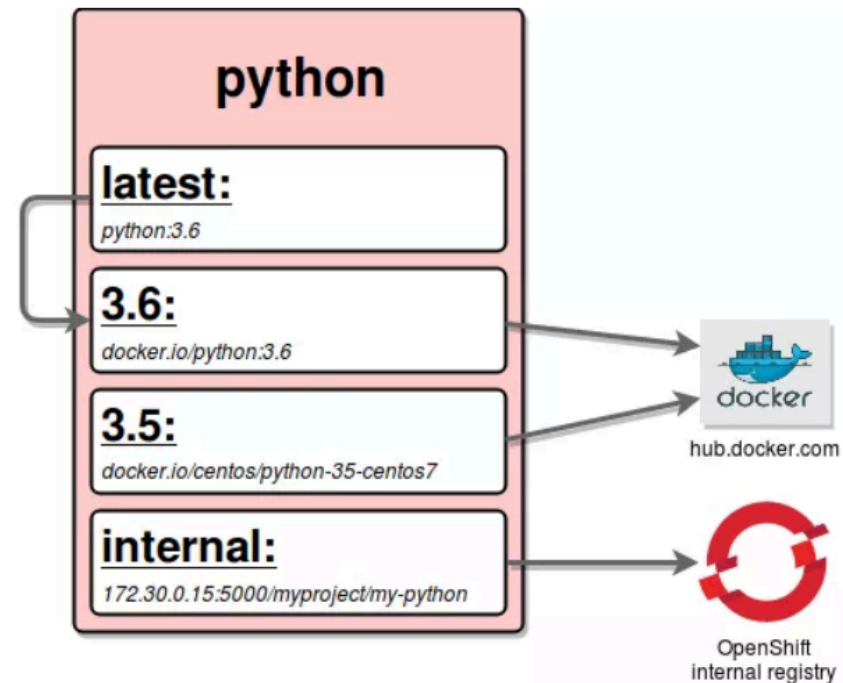 python
latest:
python:3.6
3.6:
docker.io/python:3.6
3.5:
docker.io/centos/python-35-centos7
internal:
172.30.0.15:5000/myproject/my-python
docker
hub.docker.com
OpenShift
internal registry